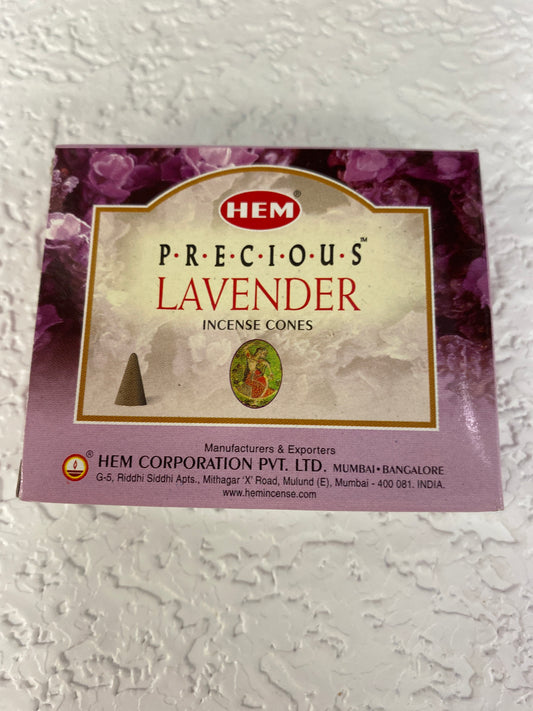 HEM®
P·R·E·C·I·O·U·S™
LAVENDER
INCENSE CONES
Manufacturers & Exporters
® HEM CORPORATION PVT. LTD. MUMBAI • BANGALORE
G-5, Riddhi Siddhi Apts., Mithagar 'X' Road, Mulund (E), Mumbai - 400 081. INDIA.
www.hemincense.com